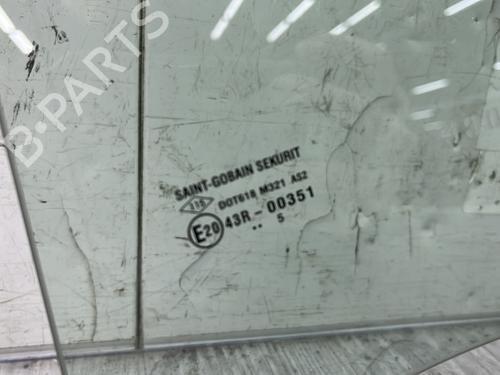 B-PARTS
SAINT-GOBAIN SEKURIT
DOT618 M321 AS2
E20 43R-00351
.. 5